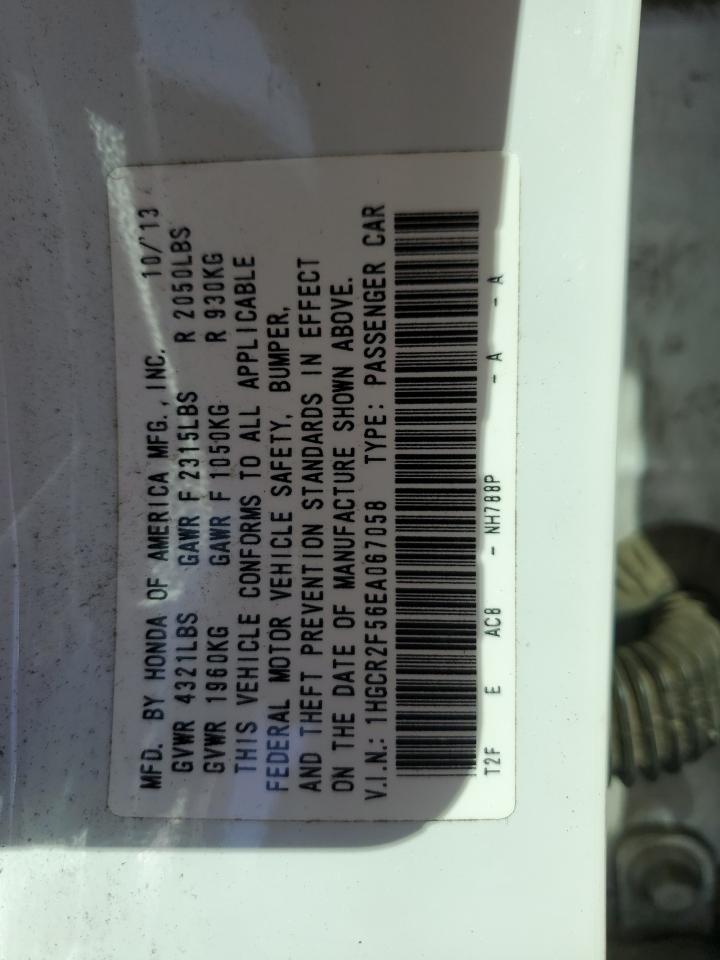 MFD. BY HONDA OF AMERICA MFG., INC. 10/'13
GVWR 4321LBS GAWR F 2315LBS R 2050LBS
GVWR 1960KG GAWR F 1050KG R 930KG
THIS VEHICLE CONFORMS TO ALL APPLICABLE
FEDERAL MOTOR VEHICLE SAFETY, BUMPER,
AND THEFT PREVENTION STANDARDS IN EFFECT
ON THE DATE OF MANUFACTURE SHOWN ABOVE.
V.I.N.: 1HGCR2F56EA067058 TYPE: PASSENGER CAR
T2F E AC8 - NH788P - A - A